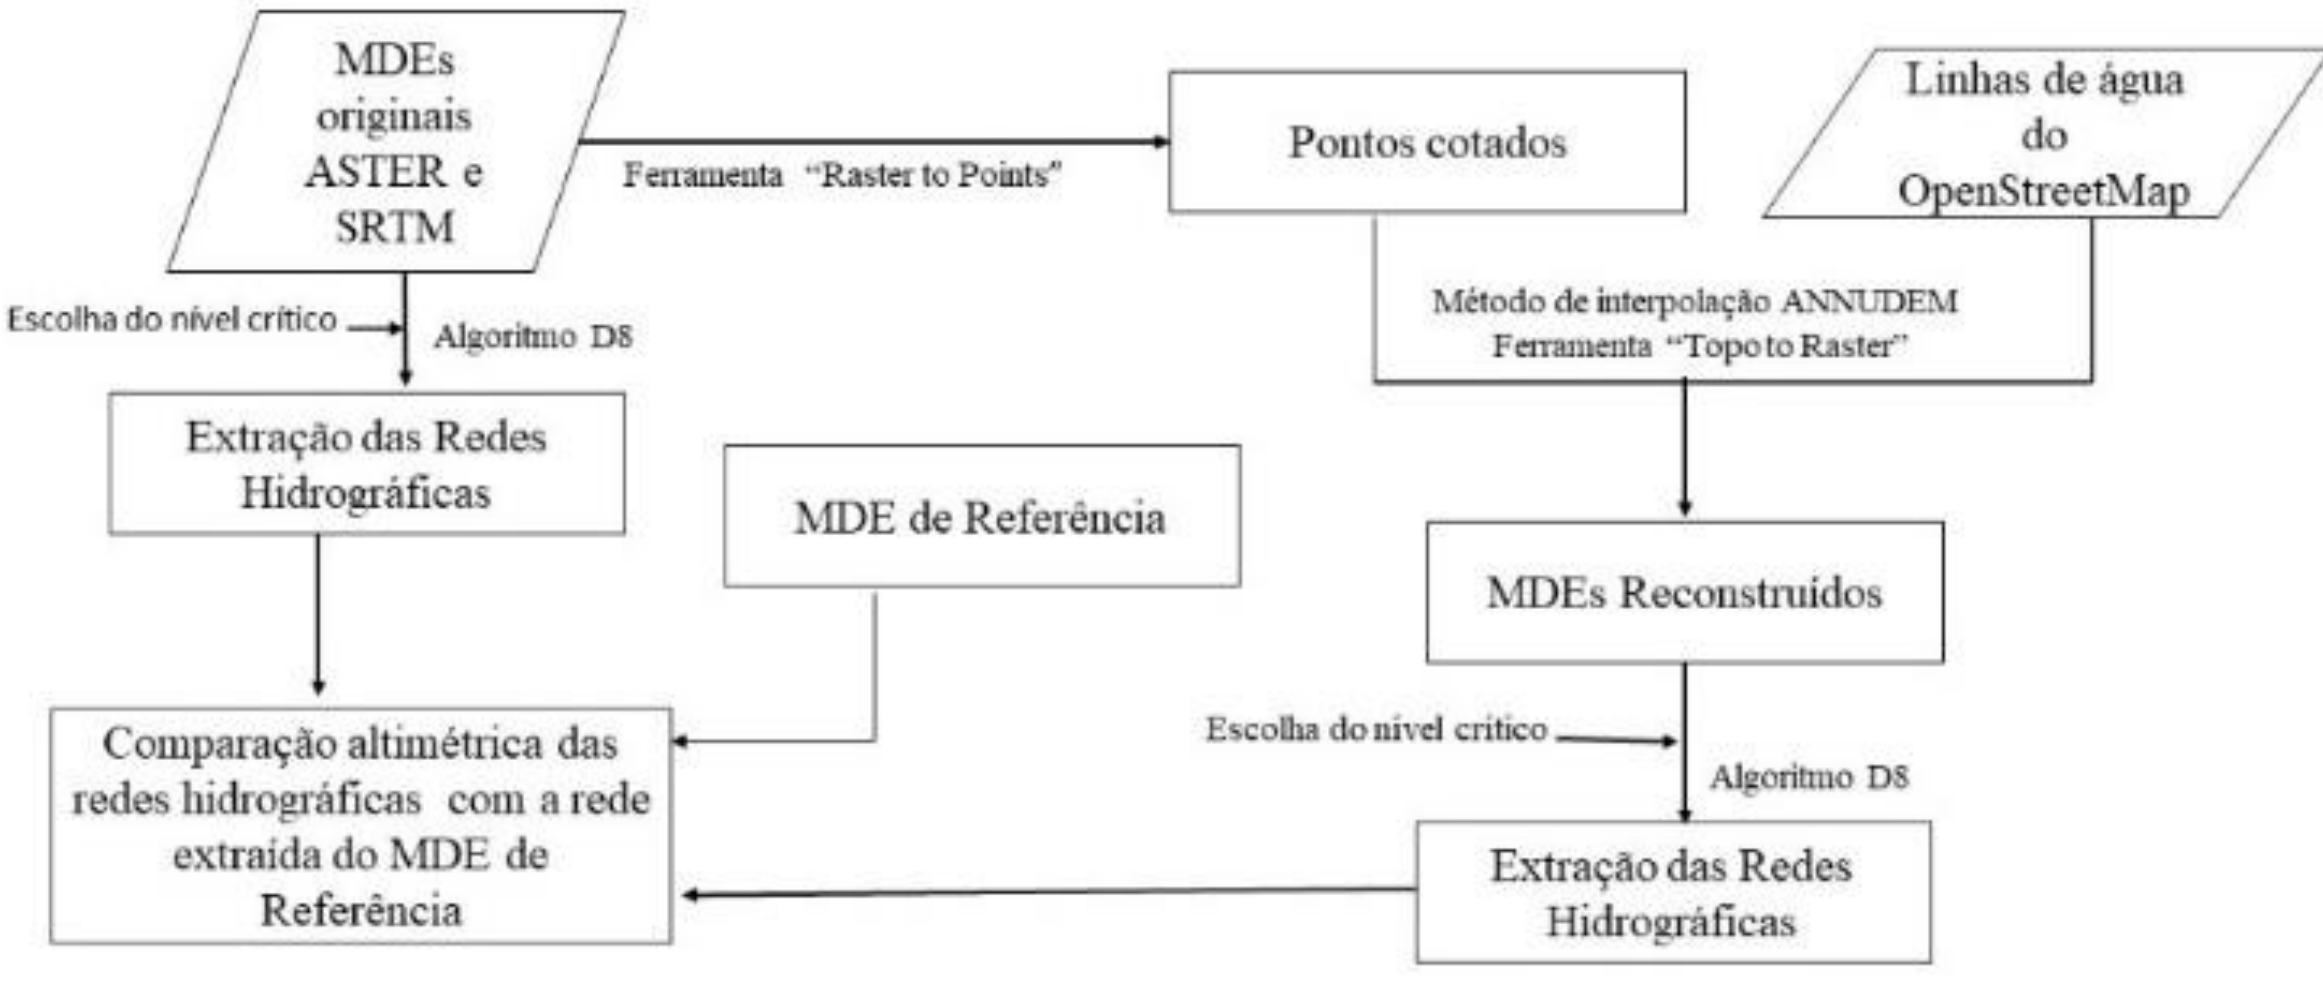 MDEs
originais
ASTER e
SRTM
Ferramenta “Raster to Points”
Pontos cotados
Linhas de água
do
OpenStreetMap
Escolha do nível crítico
Algoritmo D8
Método de interpolação ANNUDEM
Ferramenta “Topo to Raster”
Extração das Redes
Hidrográficas
MDE de Referência
MDEs Reconstruídos
Comparação altimétrica das
redes hidrográficas com a rede
extraída do MDE de
Referência
Escolha do nível crítico
Algoritmo D8
Extração das Redes
Hidrográficas